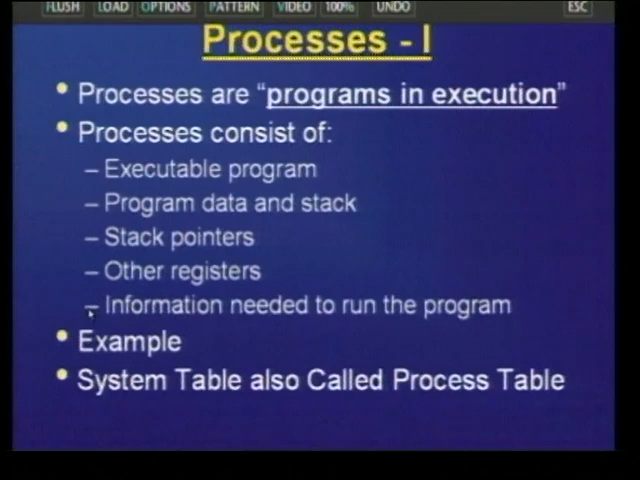 FLUSH LOAD OPTIONS PATTERN VIDEO 100% UNDO ESC
Processes - I
• Processes are “programs in execution”
• Processes consist of:
– Executable program
– Program data and stack
– Stack pointers
– Other registers
– Information needed to run the program
• Example
• System Table also Called Process Table